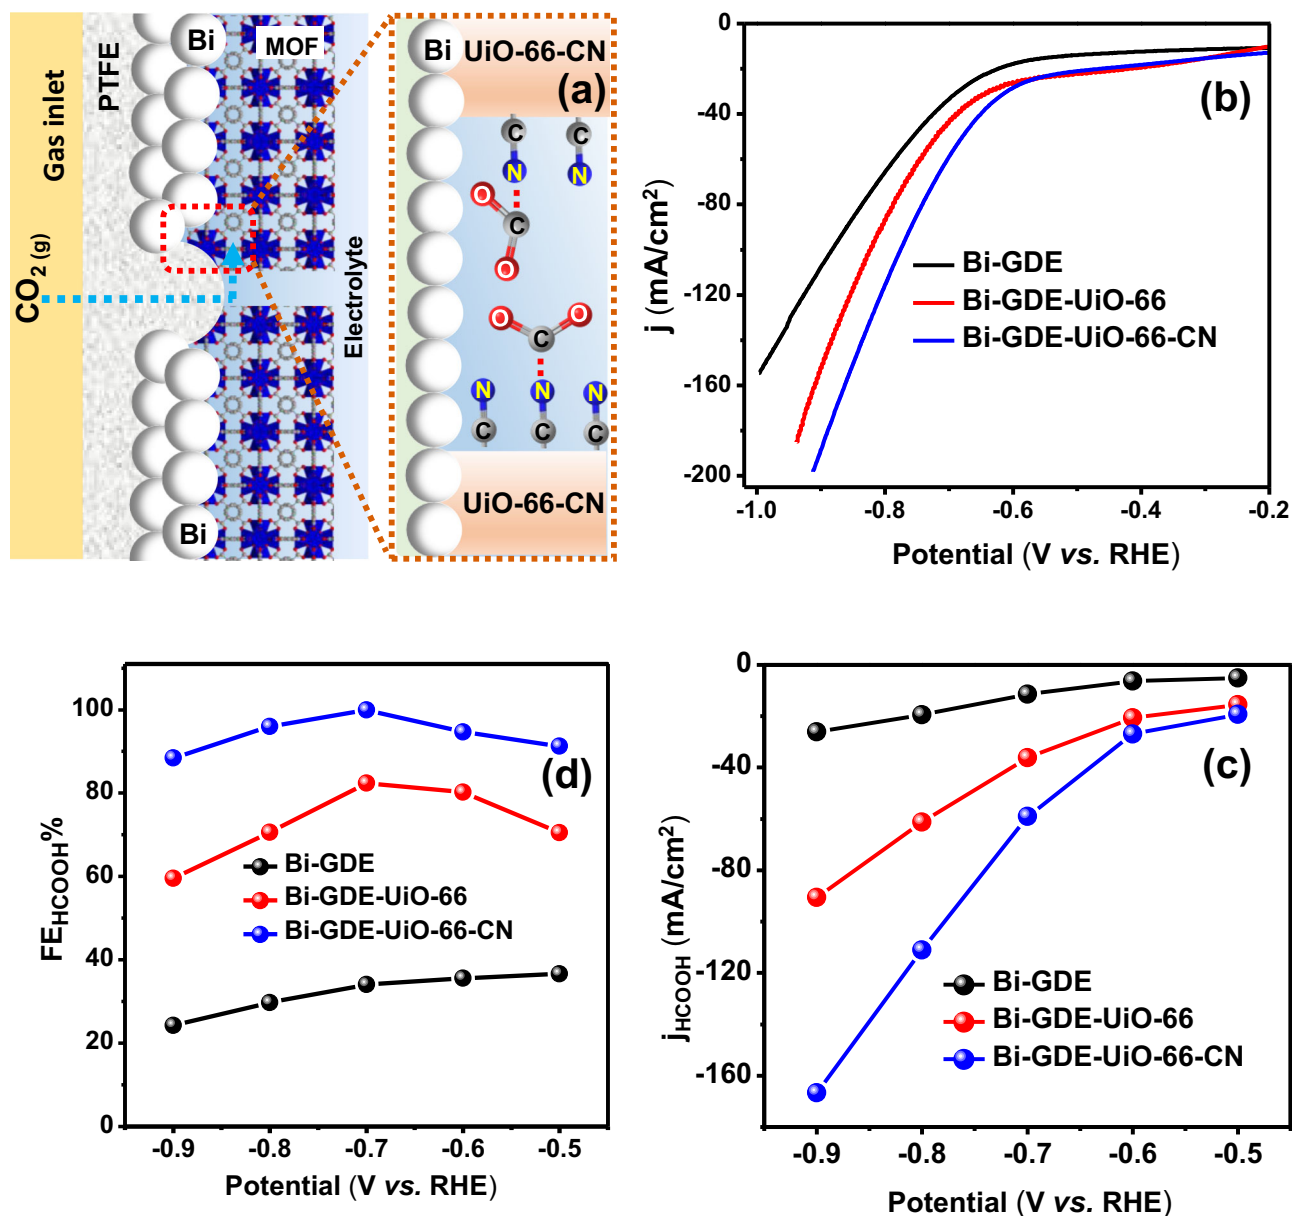 Gas inlet
CO2 (g)
PTFE
Bi
MOF
Electrolyte
Bi
Bi UiO-66-CN
(a)
C
C
N
N
O
C
O
O
O
C
N
N
N
C
C
C
UiO-66-CN
0
-40
-80
-120
-160
-200
j (mA/cm2)
(b)
Bi-GDE
Bi-GDE-UiO-66
Bi-GDE-UiO-66-CN
-1.0 -0.8 -0.6 -0.4 -0.2
Potential (V vs. RHE)
100
80
60
40
20
0
FEHCOOH%
(d)
Bi-GDE
Bi-GDE-UiO-66
Bi-GDE-UiO-66-CN
-0.9 -0.8 -0.7 -0.6 -0.5
Potential (V vs. RHE)
0
-40
-80
-120
-160
jHCOOH (mA/cm2)
(c)
Bi-GDE
Bi-GDE-UiO-66
Bi-GDE-UiO-66-CN
-0.9 -0.8 -0.7 -0.6 -0.5
Potential (V vs. RHE)